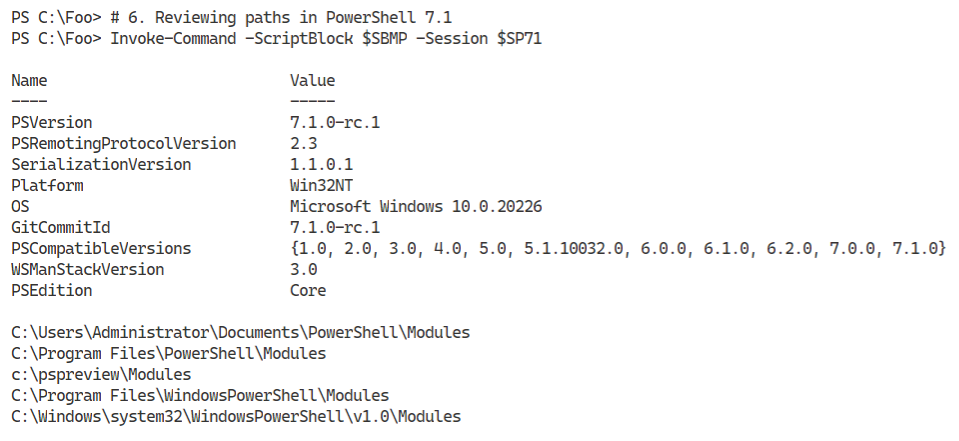 PS C:\Foo> # 6. Reviewing paths in PowerShell 7.1
PS C:\Foo> Invoke-Command -ScriptBlock $SBMP -Session $SP71
Name                           Value
----                           -----
PSVersion                      7.1.0-rc.1
PSRemotingProtocolVersion      2.3
SerializationVersion           1.1.0.1
Platform                       Win32NT
OS                             Microsoft Windows 10.0.20226
GitCommitId                    7.1.0-rc.1
PSCompatibleVersions           {1.0, 2.0, 3.0, 4.0, 5.0, 5.1.10032.0, 6.0.0, 6.1.0, 6.2.0, 7.0.0, 7.1.0}
WSManStackVersion              3.0
PSEdition                      Core
C:\Users\Administrator\Documents\PowerShell\Modules
C:\Program Files\PowerShell\Modules
c:\pspreview\Modules
C:\Program Files\WindowsPowerShell\Modules
C:\Windows\system32\WindowsPowerShell\v1.0\Modules